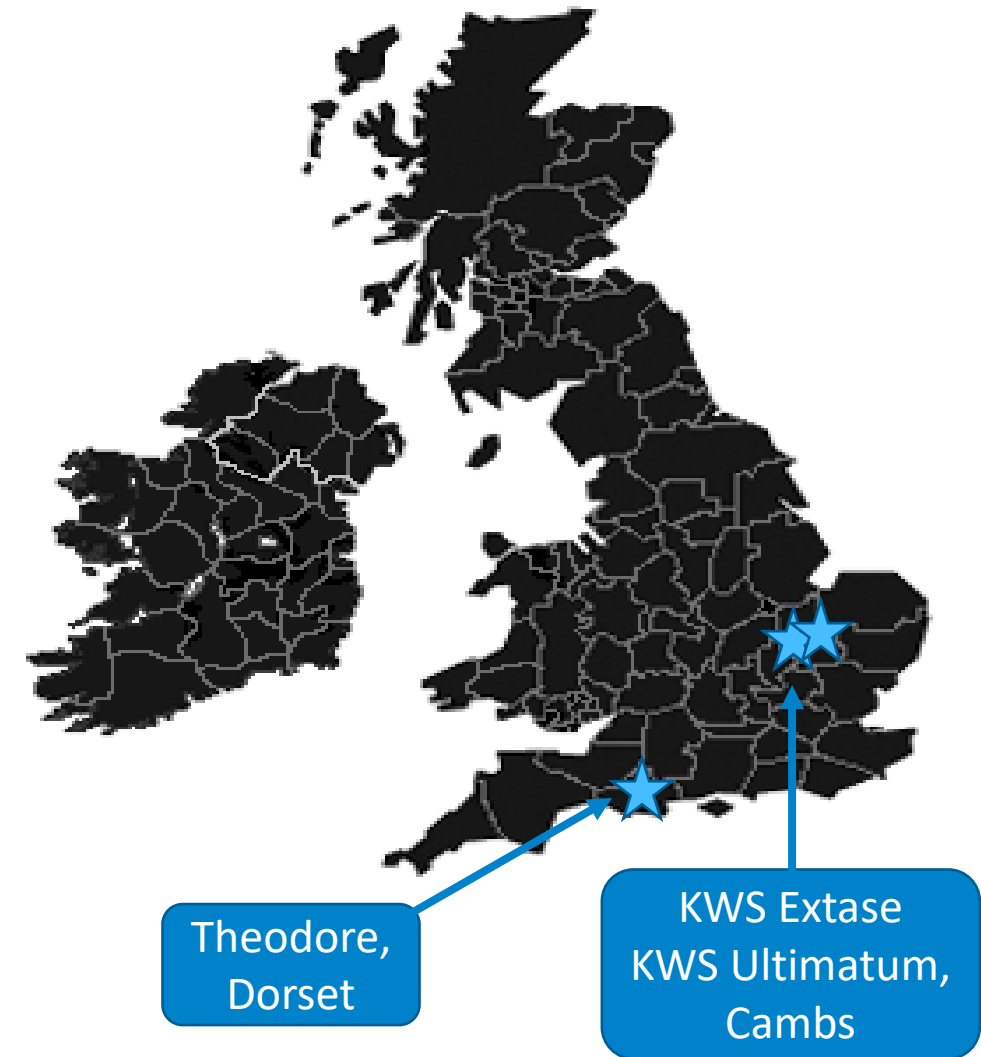 Theodore,
Dorset
KWS Extase
KWS Ultimatum,
Cambs